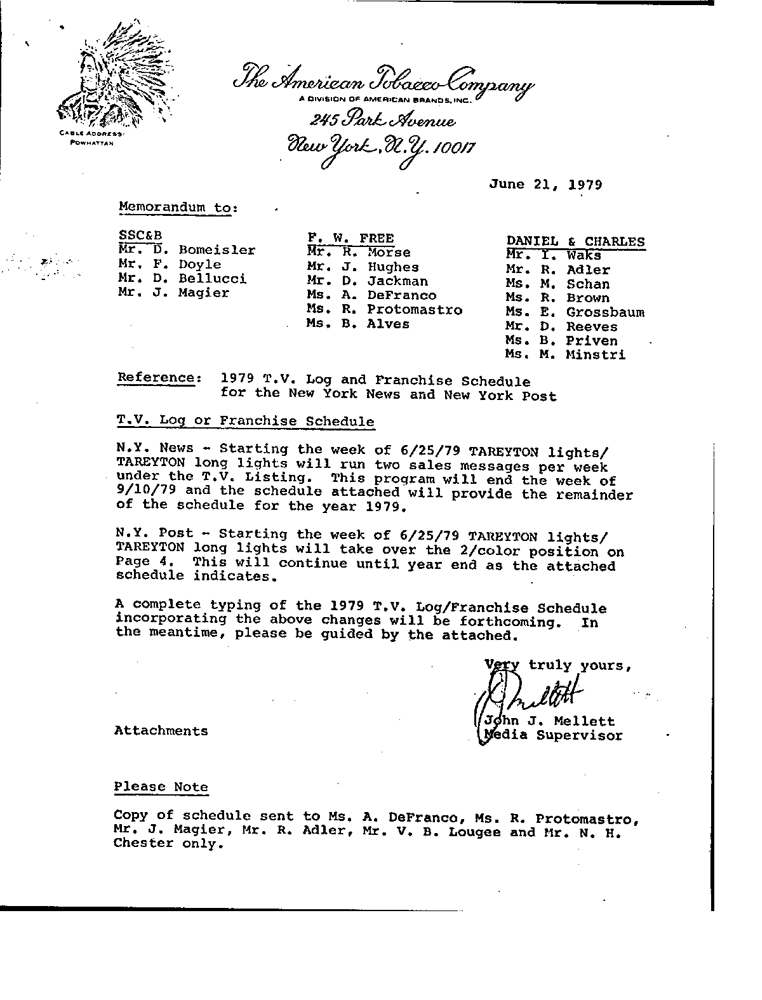 The American Tobacco Company
A DIVISION OF AMERICAN BRANDS, INC.
245 Park Avenue
New York, N.Y. 10017
CABLE ADDRESS:
POWHATTAN
June 21, 1979
Memorandum to:
SSC&B
Mr. D. Bomeisler
Mr. F. Doyle
Mr. D. Bellucci
Mr. J. Magier
F. W. FREE
Mr. R. Morse
Mr. J. Hughes
Mr. D. Jackman
Ms. A. DeFranco
Ms. R. Protomastro
Ms. B. Alves
DANIEL & CHARLES
Mr. I. Waks
Mr. R. Adler
Ms. M. Schan
Ms. R. Brown
Ms. E. Grossbaum
Mr. D. Reeves
Ms. B. Priven
Ms. M. Minstri
Reference: 1979 T.V. Log and Franchise Schedule
for the New York News and New York Post
T.V. Log or Franchise Schedule
N.Y. News - Starting the week of 6/25/79 TAREYTON lights/
TAREYTON long lights will run two sales messages per week
under the T.V. Listing. This program will end the week of
9/10/79 and the schedule attached will provide the remainder
of the schedule for the year 1979.
N.Y. Post - Starting the week of 6/25/79 TAREYTON lights/
TAREYTON long lights will take over the 2/color position on
Page 4. This will continue until year end as the attached
schedule indicates.
A complete typing of the 1979 T.V. Log/Franchise Schedule
incorporating the above changes will be forthcoming. In
the meantime, please be guided by the attached.
Very truly yours,
JMellett
John J. Mellett
Media Supervisor
Attachments
Please Note
Copy of schedule sent to Ms. A. DeFranco, Ms. R. Protomastro,
Mr. J. Magier, Mr. R. Adler, Mr. V. B. Lougee and Mr. N. H.
Chester only.